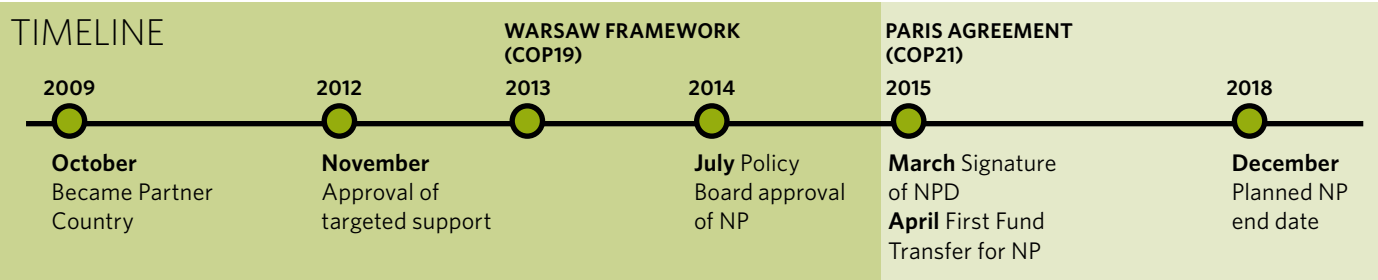 TIMELINE
WARSAW FRAMEWORK
(COP19)
PARIS AGREEMENT
(COP21)
2009
2012
2013
2014
2015
2018
October
Became Partner
Country
November
Approval of
targeted support
July Policy
Board approval
of NP
March Signature
of NPD
April First Fund
Transfer for NP
December
Planned NP
end date